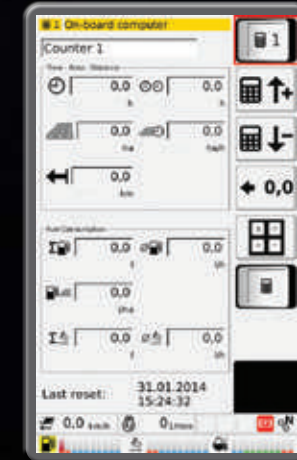 1 On-board computer
Counter 1
1
Time - Area - Distance
0,0 0,0
h h
0,0 0,0
ha ha/h
0,0
km
0,0
Fuel Consumption
0,0 0,0
l l/h
0,0
l/ha
0,0 0,0
l l/h
Last reset: 31.01.2014
15:24:32
0.0 km/h 0 1/min